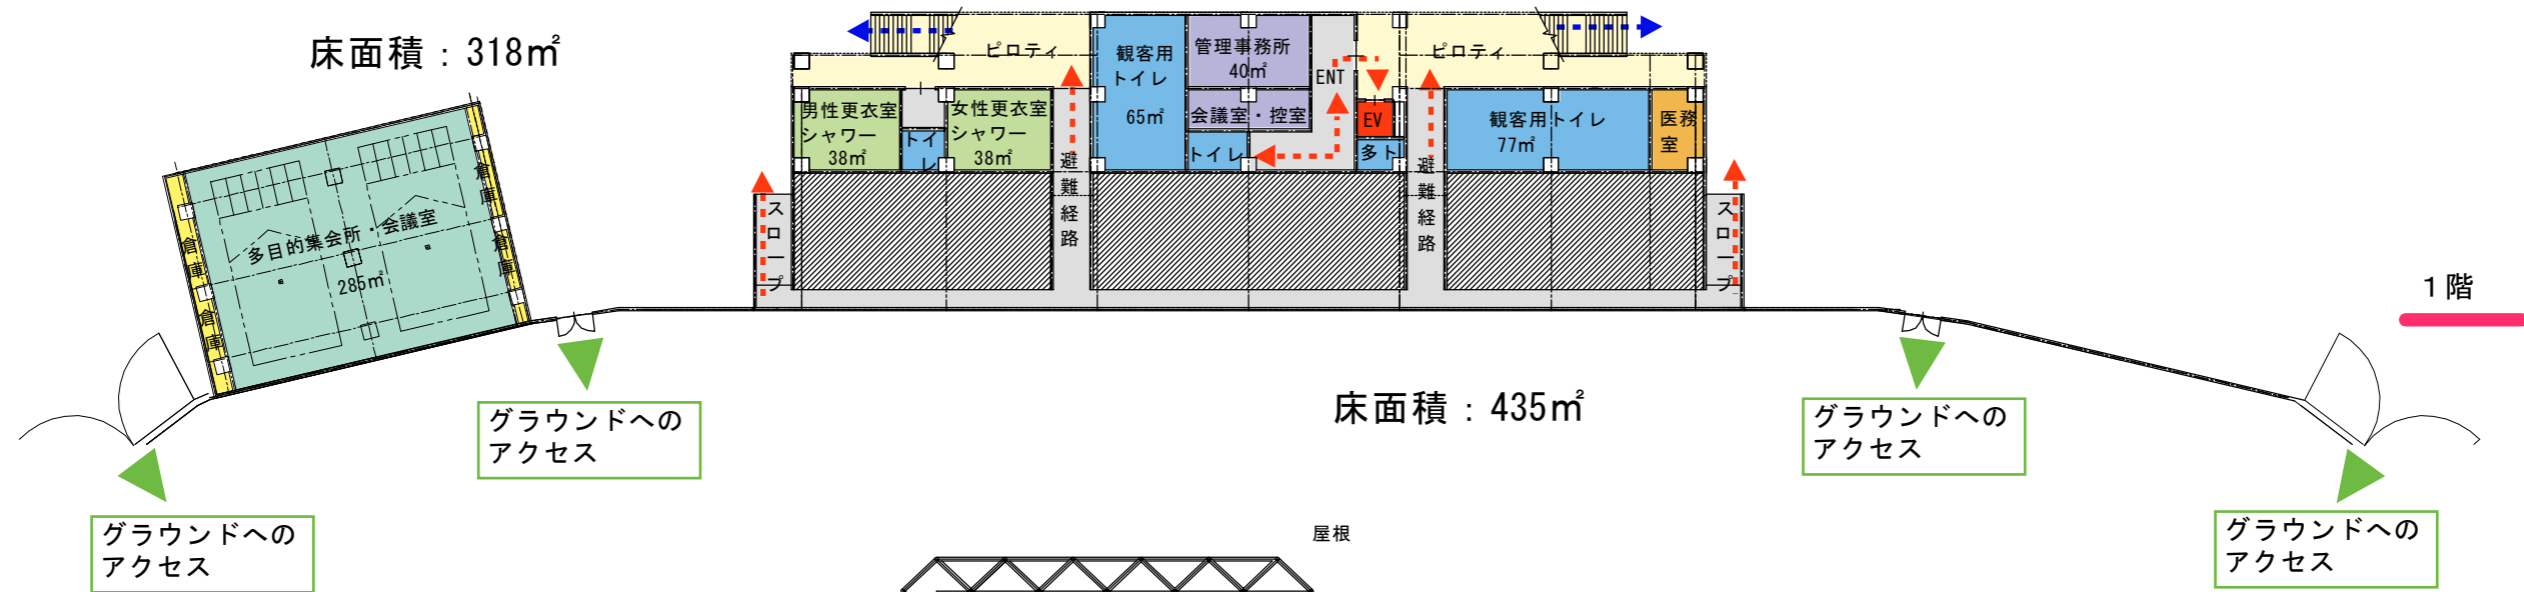 床面積：318㎡
ピロティ
観客用
トイレ
65㎡
管理事務所
40㎡
会議室・控室
トイレ
ENT
EV
多ト
ピロティ
男性更衣室
シャワー
38㎡
トイ
レ
女性更衣室
シャワー
38㎡
避難経路
避難経路
観客用トイレ
77㎡
医務
室
スロープ
スロープ
倉庫
倉庫
倉庫
倉庫
多目的集会所・会議室
285㎡
1階
床面積：435㎡
グラウンドへの
アクセス
グラウンドへの
アクセス
グラウンドへの
アクセス
グラウンドへの
アクセス
屋根